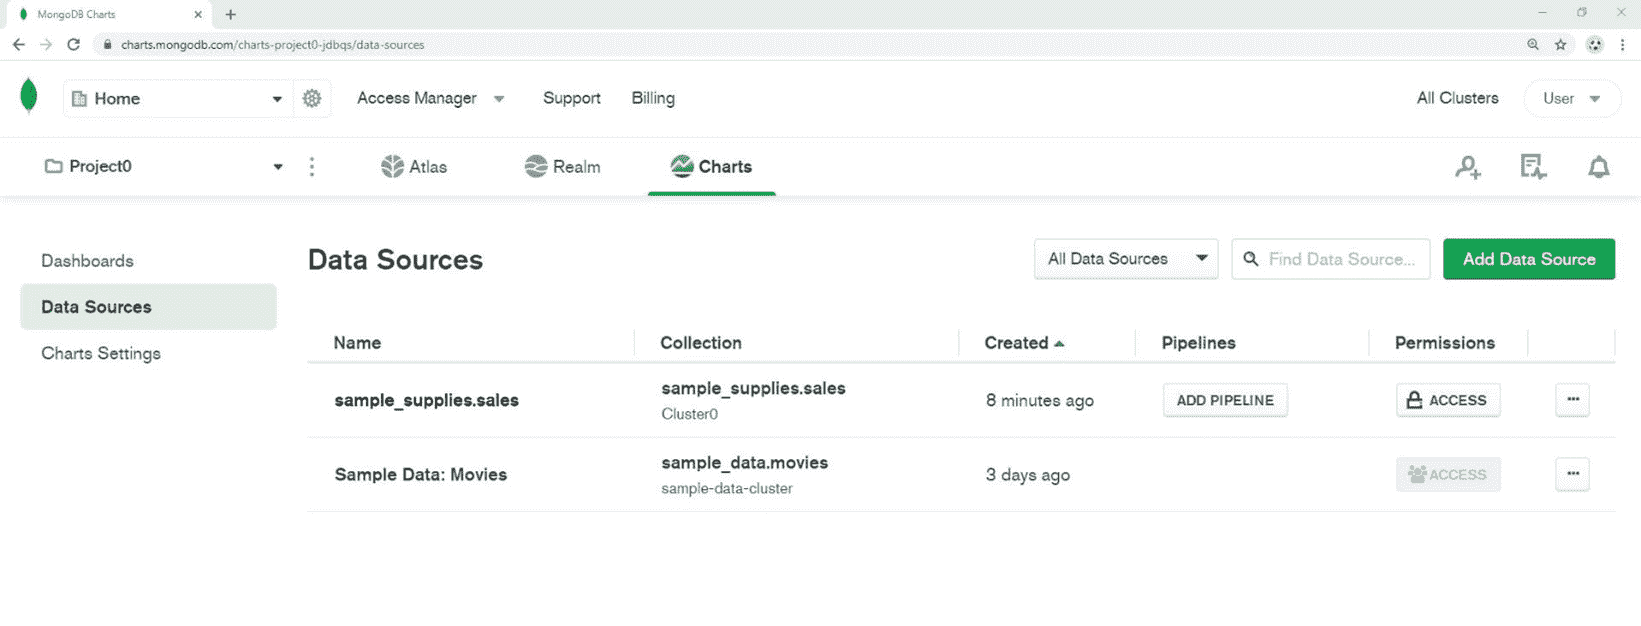 MongoDB Charts
charts.mongodb.com/charts-project0-jdbqs/data-sources
Home Access Manager Support Billing All Clusters User
Project0 Atlas Realm Charts
Dashboards
Data Sources
Charts Settings
Data Sources All Data Sources Find Data Source... Add Data Source
Name Collection Created Pipelines Permissions
sample_supplies.sales sample_supplies.sales 8 minutes ago ADD PIPELINE ACCESS
Cluster0
Sample Data: Movies sample_data.movies 3 days ago ACCESS
sample-data-cluster